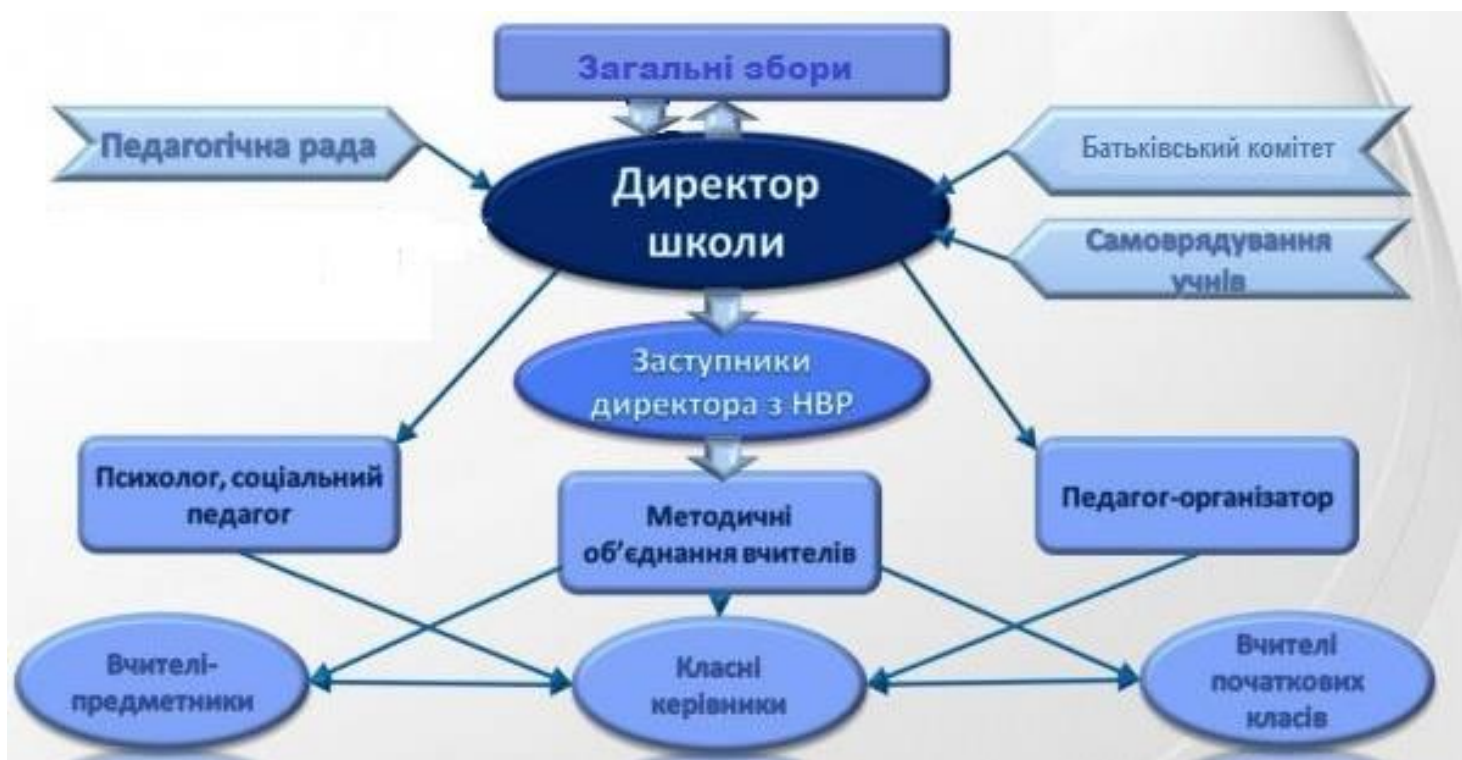 Загальні збори
Педагогічна рада
Батьківський комітет
Директор
школи
Самоврядування
учнів
Заступники
директора з НВР
Психолог, соціальний
педагог
Методичні
об’єднання вчителів
Педагог-організатор
Вчителі-
предметники
Класні
керівники
Вчителі
початкових
класів